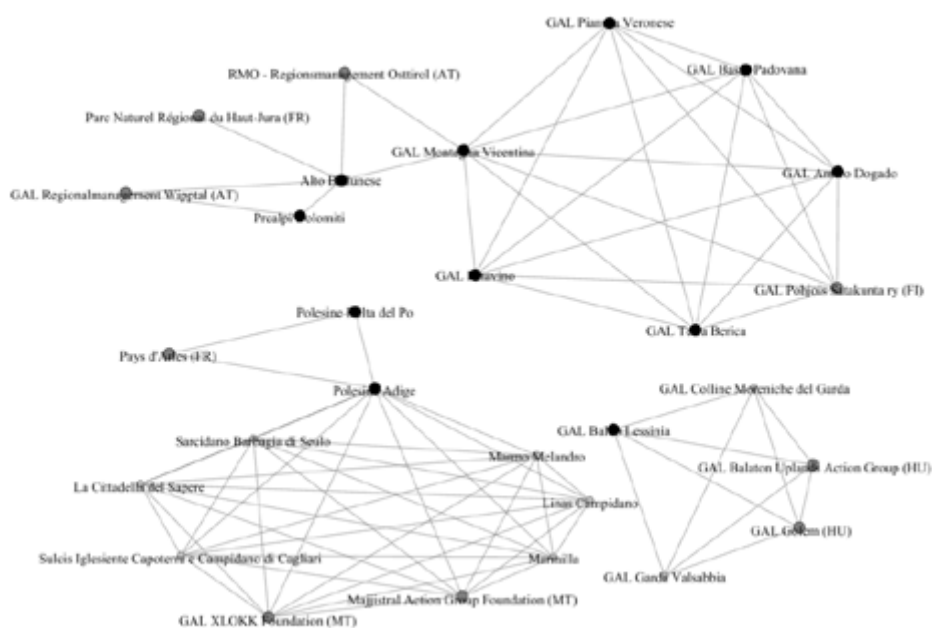 GAL Pianura Veronese
RMO - Regionsmanagement Osttirol (AT)
GAL Bassa Padovana
Parc Naturel Régional du Haut-Jura (FR)
GAL Montagna Vicentina
GAL Antico Dogado
Alto Bellunese
GAL Regionalmanagement Wipptal (AT)
Prealpi Dolomiti
GAL Patavino
GAL Pohjois Satakunta ry (FI)
Polesine Delta del Po
GAL Terra Berica
Pays d'Arles (FR)
Polesine Adige
GAL Colline Moreniche del Garda
GAL Baldo Lessinia
Sarcidano Barbagia di Seulo
Marmo Melandro
GAL Balaton Uplands Action Group (HU)
La Cittadella del Sapere
Linas Campidano
GAL Golem (HU)
Sulcis Iglesiente Capoterra e Campidano di Cagliari
Marmilla
GAL Garda Valsabbia
Majjistral Action Group Foundation (MT)
GAL XLOKK Foundation (MT)